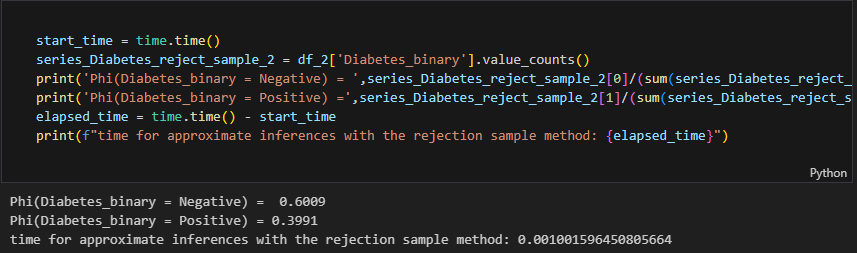 start_time = time.time()
series_Diabetes_reject_sample_2 = df_2['Diabetes_binary'].value_counts()
print('Phi(Diabetes_binary = Negative) = ',series_Diabetes_reject_sample_2[0]/(sum(series_Diabetes_reject_
print('Phi(Diabetes_binary = Positive) =',series_Diabetes_reject_sample_2[1]/(sum(series_Diabetes_reject_s
elapsed_time = time.time() - start_time
print(f"time for approximate inferences with the rejection sample method: {elapsed_time}")
Python
Phi(Diabetes_binary = Negative) =  0.6009
Phi(Diabetes_binary = Positive) = 0.3991
time for approximate inferences with the rejection sample method: 0.001001596450805664